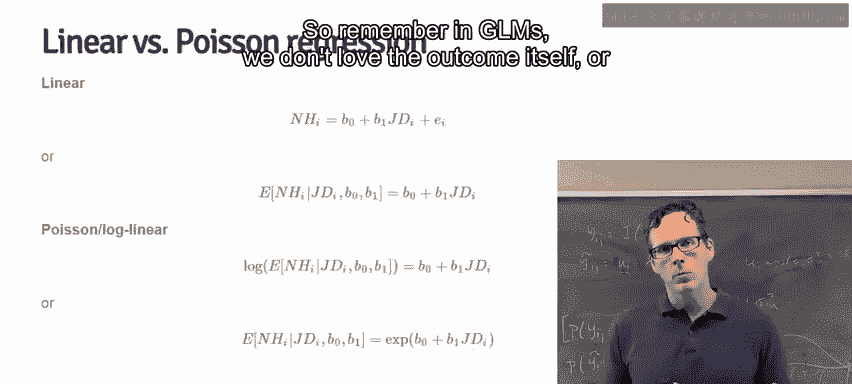 So remember in GLMs,
we don't love the outcome itself, or
Linear vs. Poisson regression
Linear
NH_i = b_0 + b_1 JD_i + e_i
or
E[NH_i | JD_i, b_0, b_1] = b_0 + b_1 JD_i
Poisson/log-linear
log(E[NH_i | JD_i, b_0, b_1]) = b_0 + b_1 JD_i
or
E[NH_i | JD_i, b_0, b_1] = exp(b_0 + b_1 JD_i)